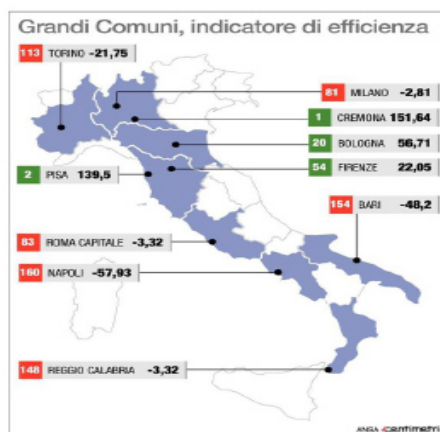 Grandi Comuni, indicatore di efficienza
113 TORINO -21,75
81 MILANO -2,81
1 CREMONA 151,64
20 BOLOGNA 56,71
54 FIRENZE 22,05
2 PISA 139,5
154 BARI -48,2
83 ROMA CAPITALE -3,32
160 NAPOLI -57,93
148 REGGIO CALABRIA -3,32
ANSA centimetri